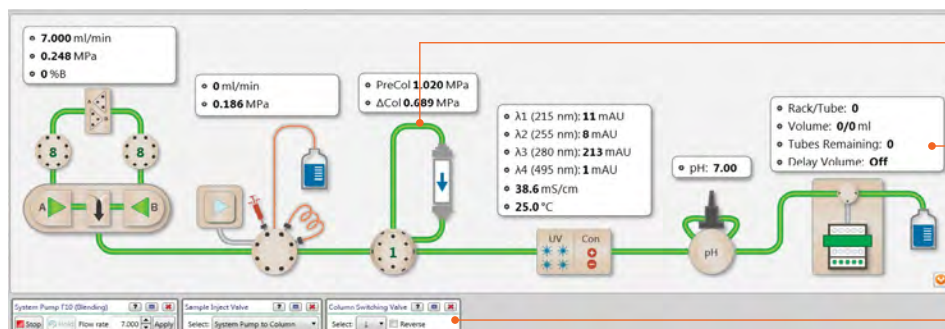 7.000 ml/min
0.248 MPa
0 %B
8
8
A
B
0 ml/min
0.186 MPa
PreCol 1.020 MPa
ΔCol 0.689 MPa
1
λ1 (215 nm): 11 mAU
λ2 (255 nm): 8 mAU
λ3 (280 nm): 213 mAU
λ4 (495 nm): 1 mAU
38.6 mS/cm
25.0 °C
UV Con
pH: 7.00
pH
Rack/Tube: 0
Volume: 0/0 ml
Tubes Remaining: 0
Delay Volume: Off
System Pump F10 (Blending)
Stop Hold Flow rate 7.000 Apply
Sample Inject Valve
Select: System Pump to Column
Column Switching Valve
Select: 1 Reverse